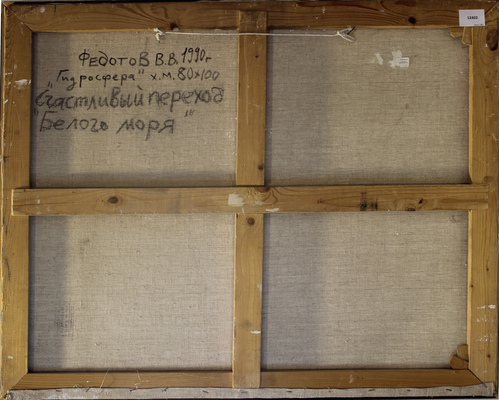 ФЕДОТОВ В.В. 1990г
"Гидросфера" х.м. 80х100
"Счастливый переход
"Белого моря"